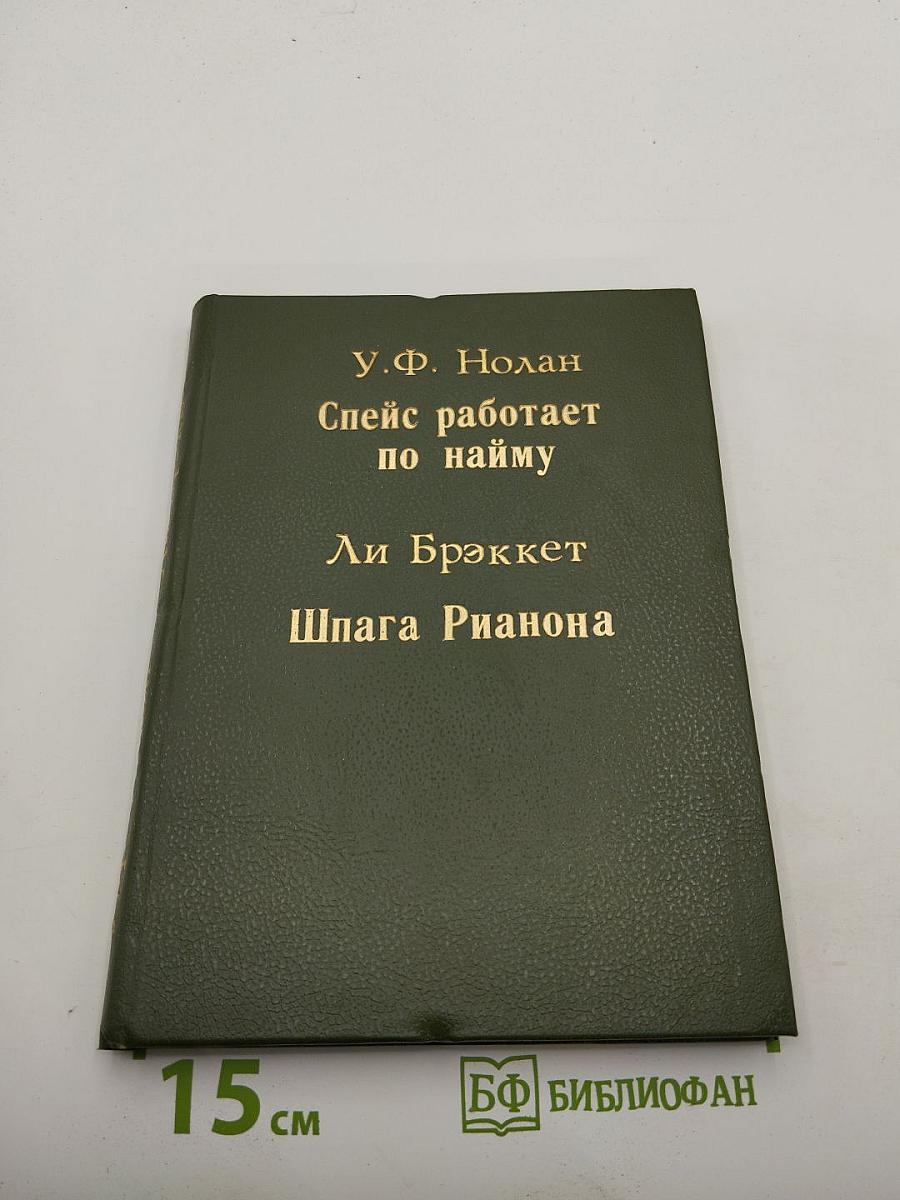 У.Ф. Нолан
Спейс работает
по найму
Ли Брэккет
Шпага Рианона
15 см
БФ БИБЛИОФАН